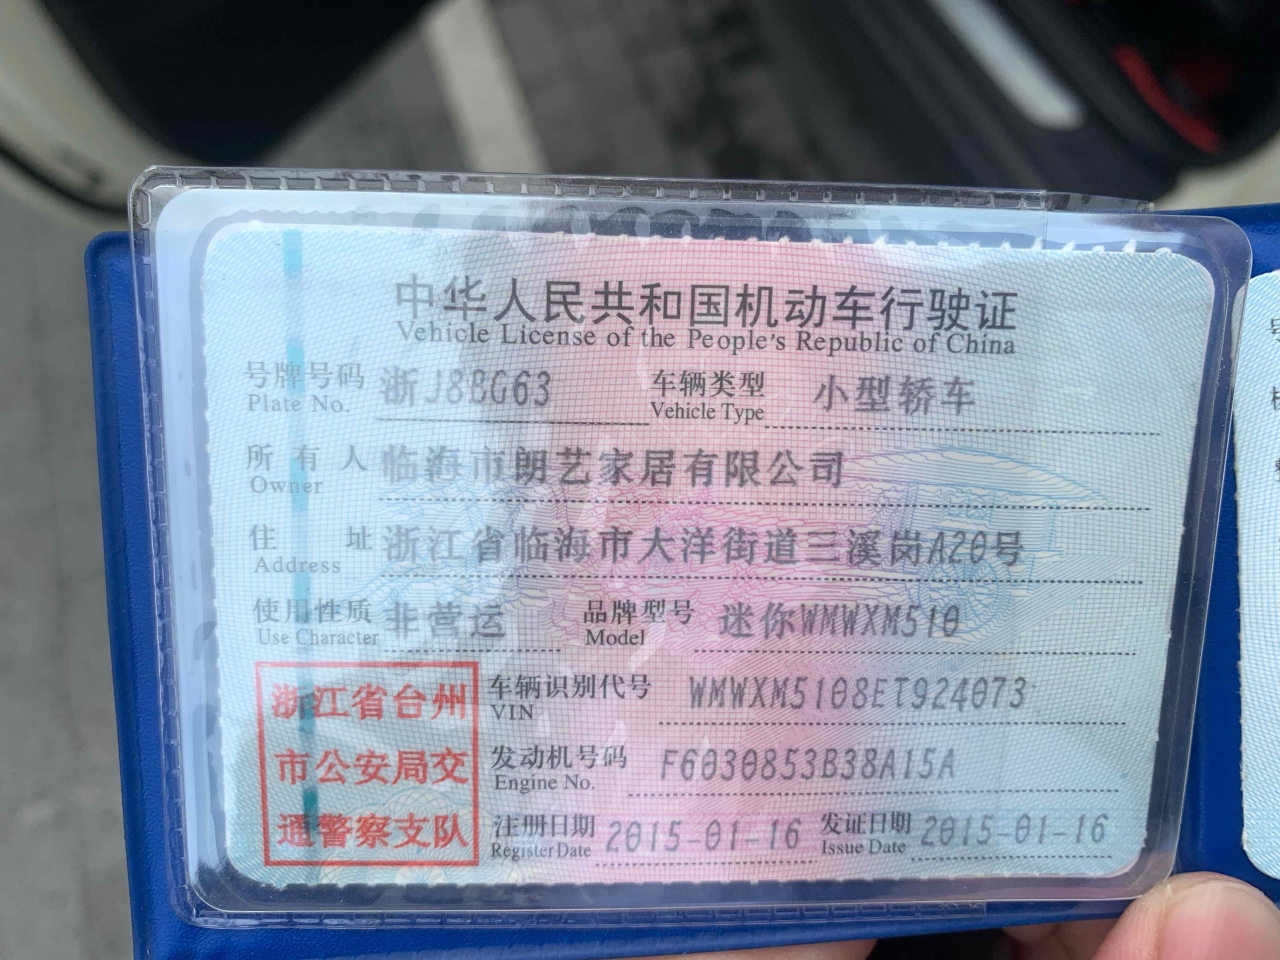 中华人民共和国机动车行驶证
Vehicle License of the People's Republic of China
号牌号码 浙J8BG63 车辆类型 小型轿车
Plate No. Vehicle Type
所有人 临海市朗艺家居有限公司
Owner
住址 浙江省临海市大洋街道三溪岗A20号
Address
使用性质 非营运 品牌型号 迷你WMWXM510
Use Character Model
浙江省台州
市公安局交
通警察支队
车辆识别代号 WMWXM5108ET924073
VIN
发动机号码 F6030853B38A15A
Engine No.
注册日期 2015-01-16 发证日期 2015-01-16
Register Date Issue Date